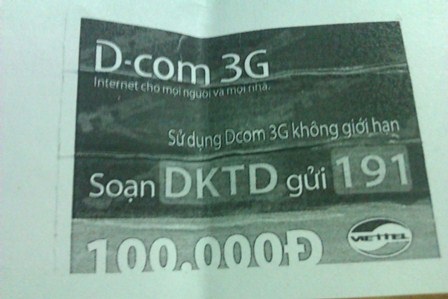 D-com 3G
Internet cho mọi người và mọi nhà.
Sử dụng Dcom 3G không giới hạn
Soạn DKTD gửi 191
100.000Đ
VIETTEL